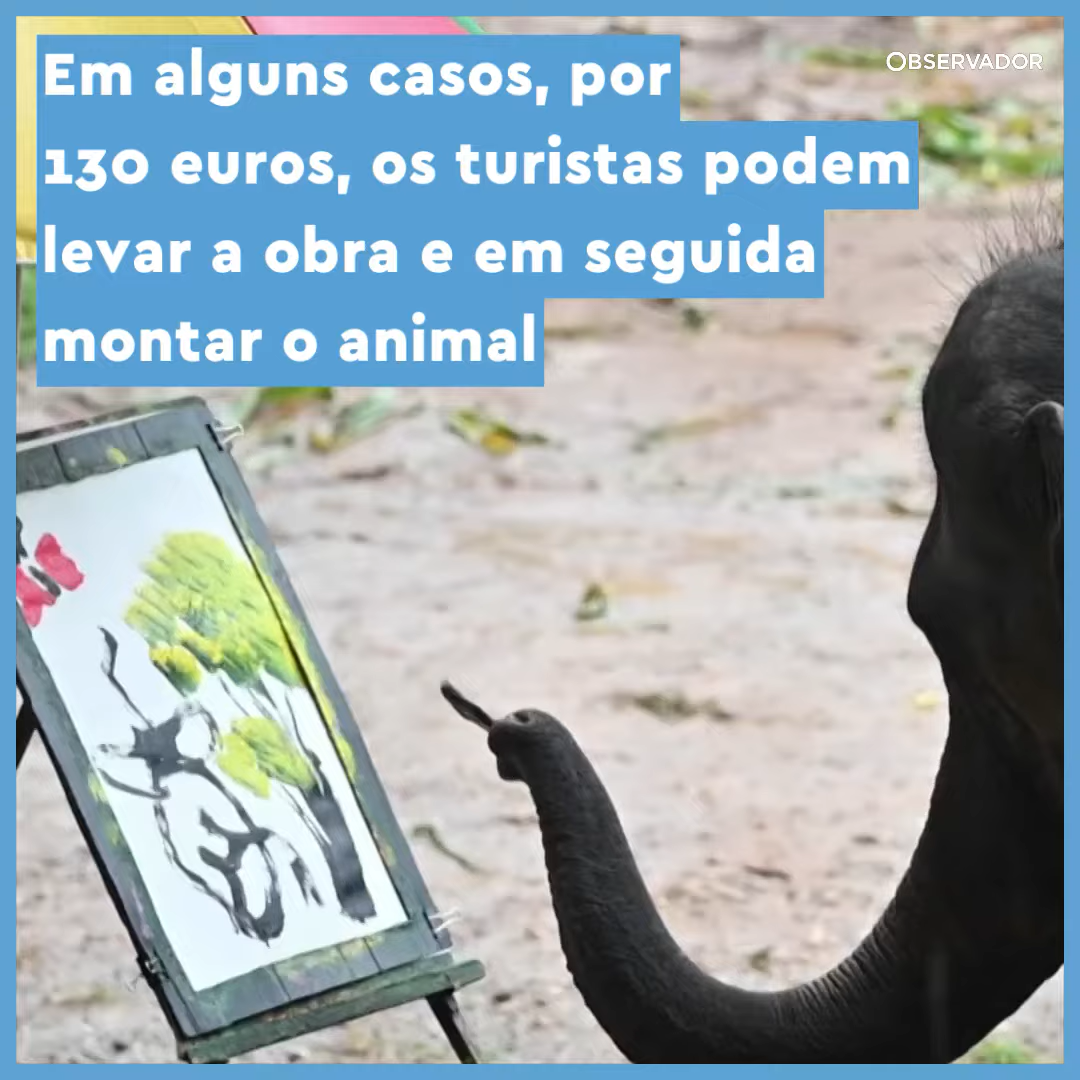 Em alguns casos, por
130 euros, os turistas podem
levar a obra e em seguida
montar o animal
OBSERVADOR